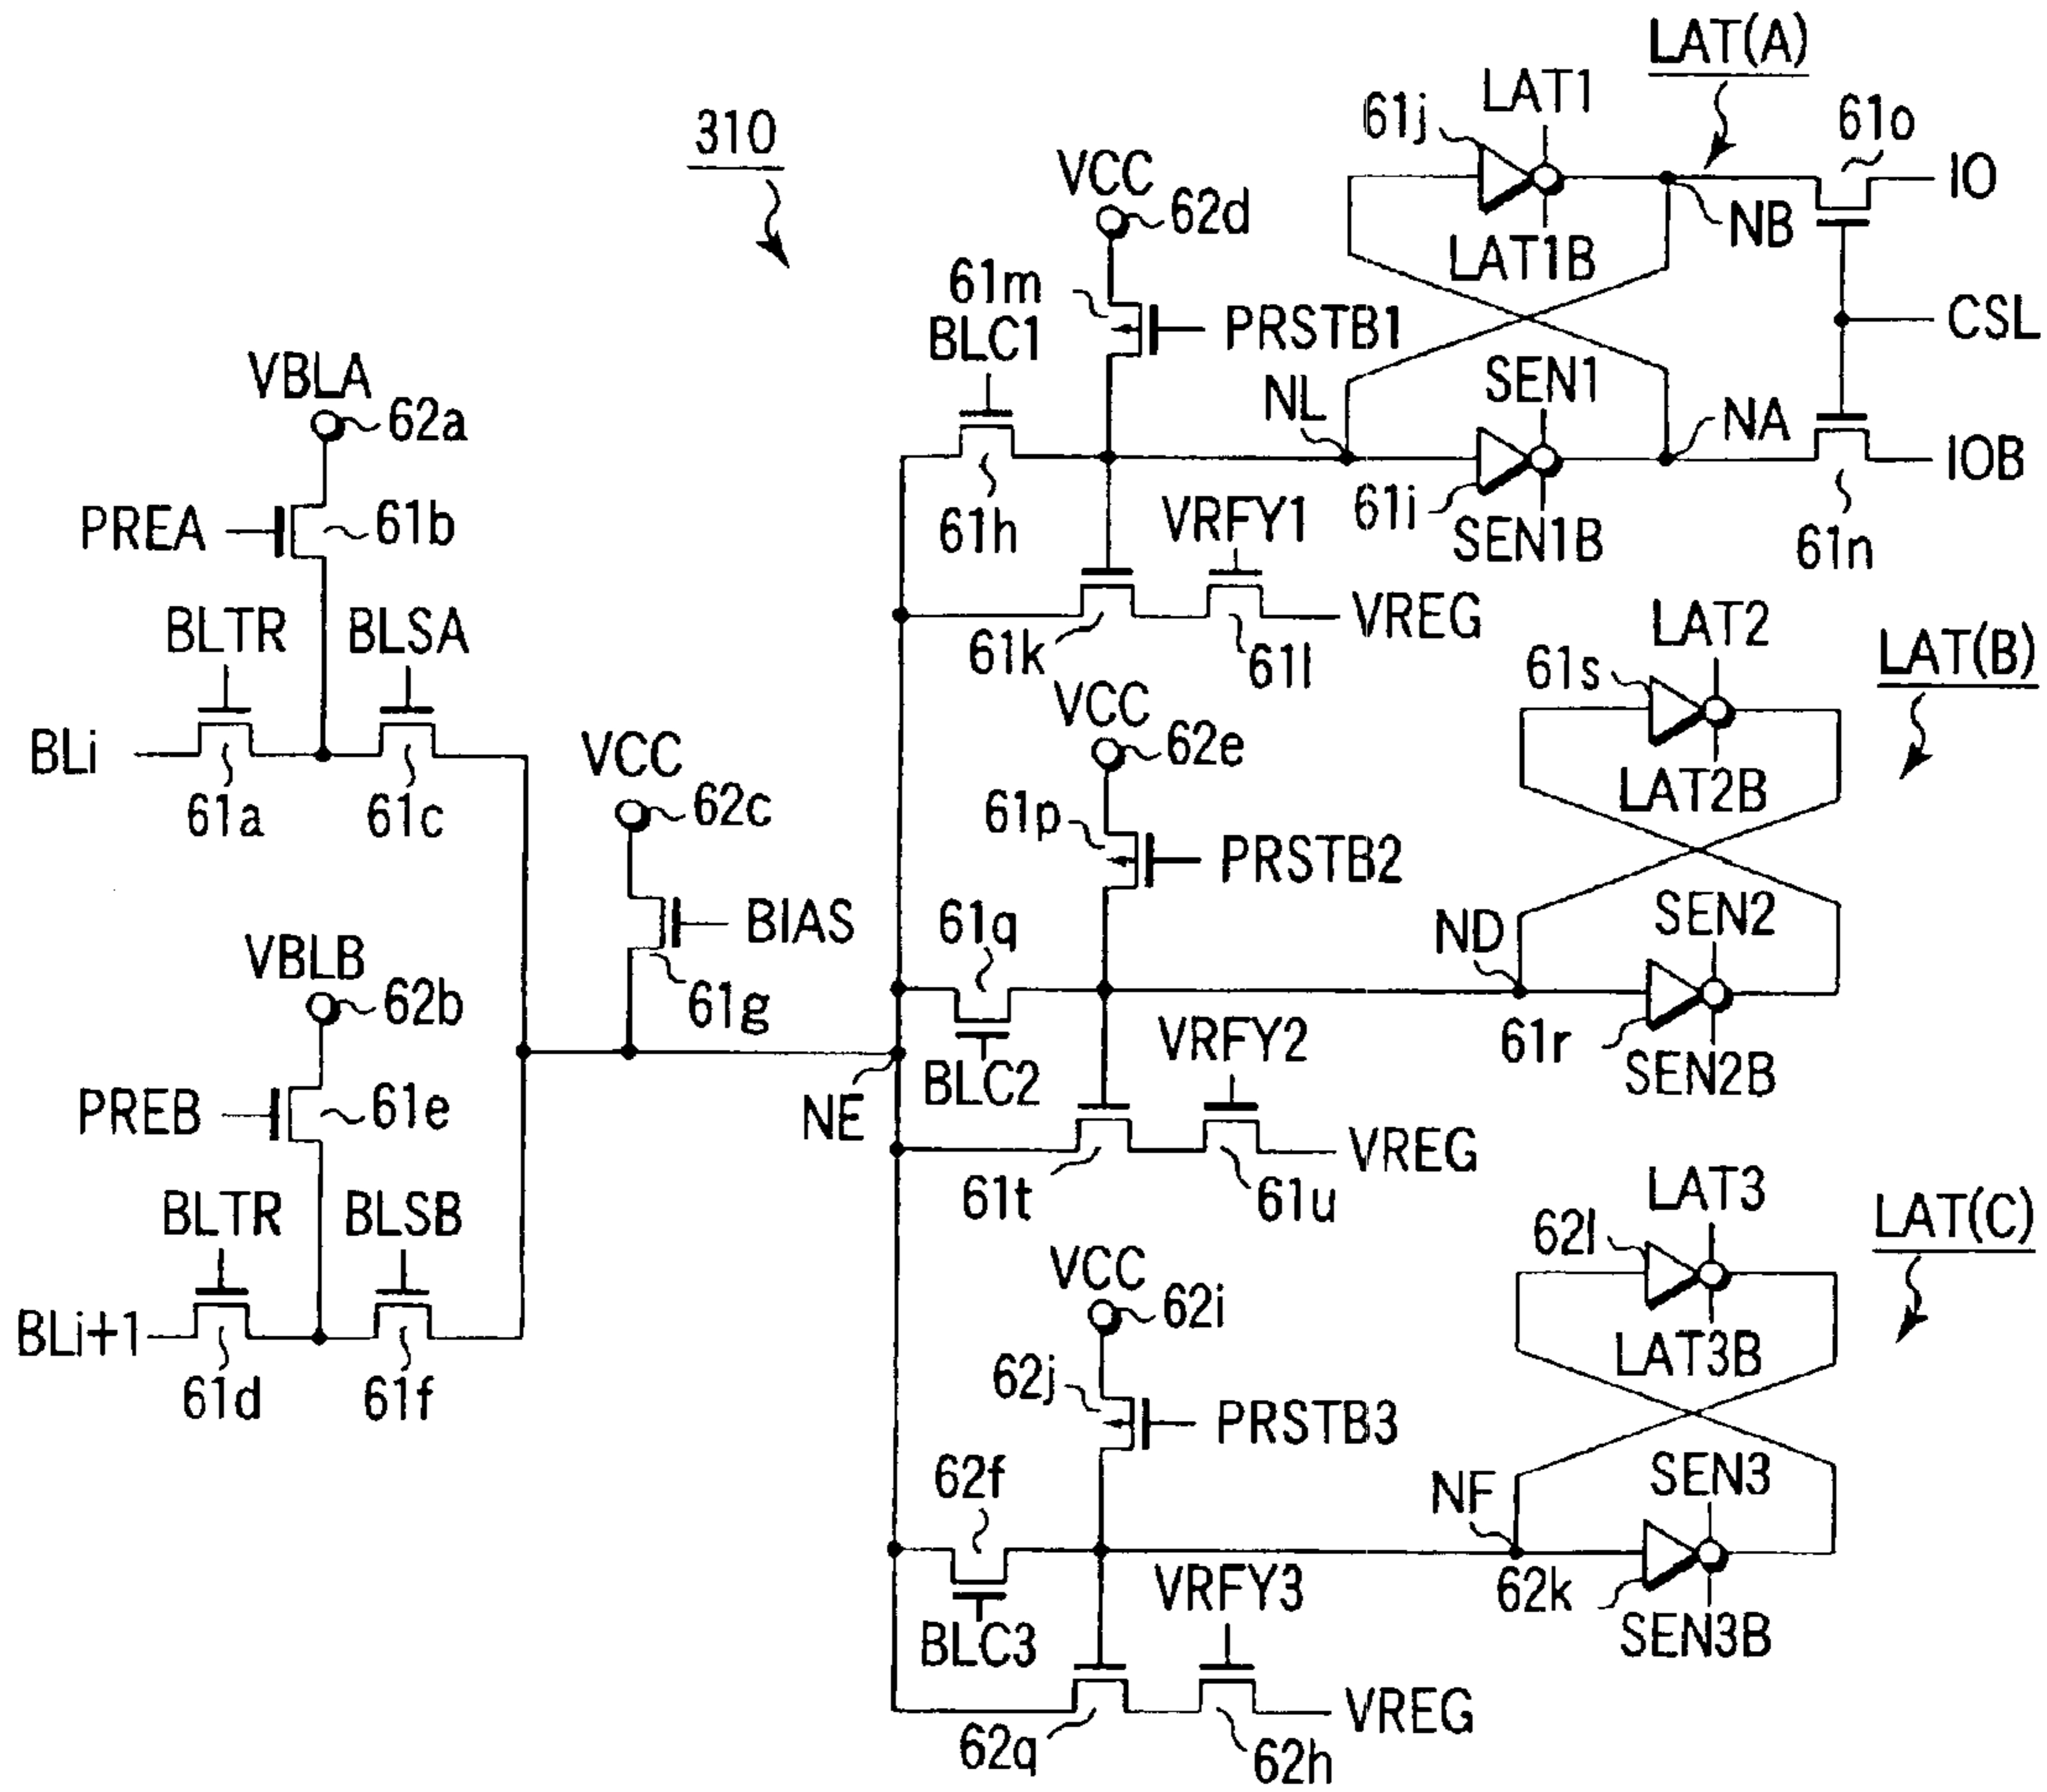 LAT(A)
LAT1
61j
61o
310
VCC
IO
62d
NB
LAT1B
61m
BLC1
PRSTB1
CSL
VBLA
SEN1
NL
NA
62a
IOB
PREA
61b
61h
VRFY1
61i
SEN1B
61n
BLTR
BLSA
61k
61l
VREG
LAT2
61s
LAT(B)
VCC
BLi
VCC
62e
LAT2B
61a
61c
62c
61p
PRSTB2
61q
BIAS
ND
SEN2
VBLB
62b
61g
VRFY2
61r
SEN2B
PREB
61e
NE
BLC2
VREG
61t
61u
LAT3
LAT(C)
BLTR
BLSB
62l
VCC
62i
BLi+1
LAT3B
61d
61f
62j
PRSTB3
62f
NF
SEN3
VRFY3
62k
BLC3
SEN3B
VREG
62q
62h